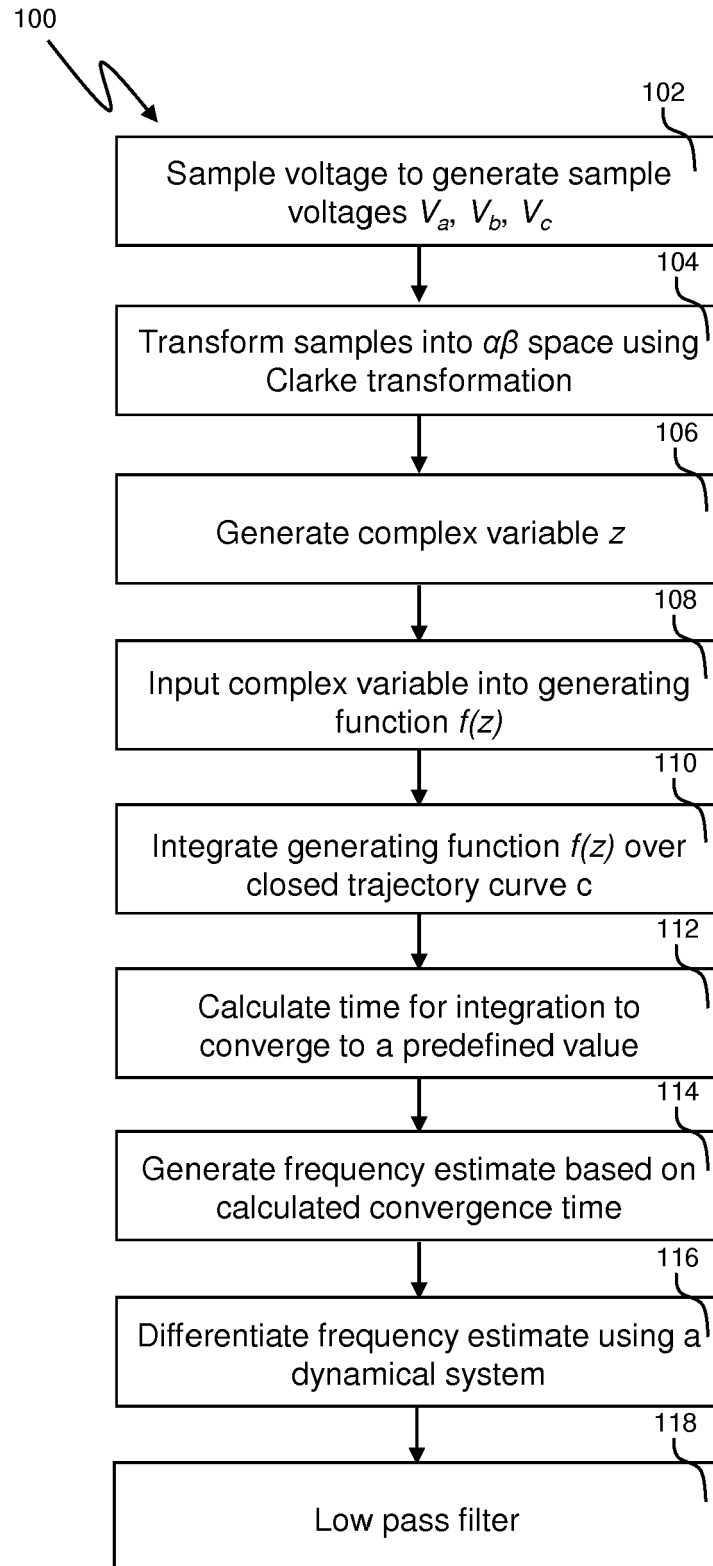 100
102
Sample voltage to generate sample
voltages Va, Vb, Vc
104
Transform samples into αβ space using
Clarke transformation
106
Generate complex variable z
108
Input complex variable into generating
function f(z)
110
Integrate generating function f(z) over
closed trajectory curve c
112
Calculate time for integration to
converge to a predefined value
114
Generate frequency estimate based on
calculated convergence time
116
Differentiate frequency estimate using a
dynamical system
118
Low pass filter